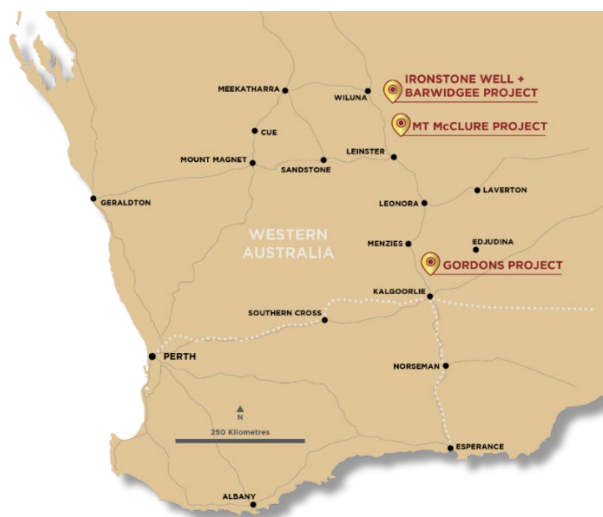 IRONSTONE WELL +
BARWIDGEE PROJECT
MEEKATHARRA
WILUNA
MT McCLURE PROJECT
CUE
LEINSTER
MOUNT MAGNET
SANDSTONE
LAVERTON
GERALDTON
LEONORA
WESTERN
AUSTRALIA
MENZIES
EDJUDINA
GORDONS PROJECT
KALGOORLIE
SOUTHERN CROSS
PERTH
NORSEMAN
N
250 Kilometres
ESPERANCE
ALBANY